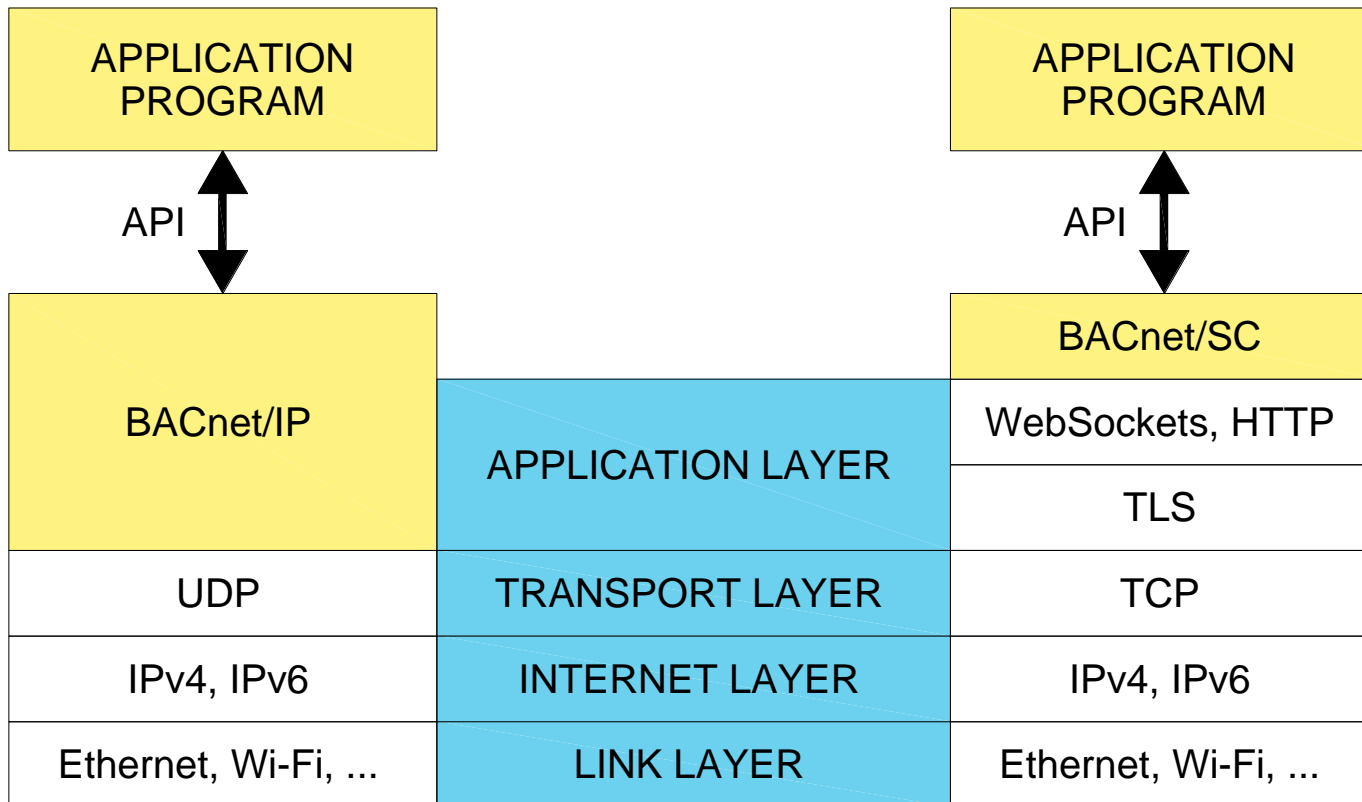 APPLICATION
PROGRAM
APPLICATION
PROGRAM
API
API
BACnet/IP
BACnet/SC
APPLICATION LAYER
WebSockets, HTTP
TLS
UDP
TRANSPORT LAYER
TCP
IPv4, IPv6
INTERNET LAYER
IPv4, IPv6
Ethernet, Wi-Fi, ...
LINK LAYER
Ethernet, Wi-Fi, ...